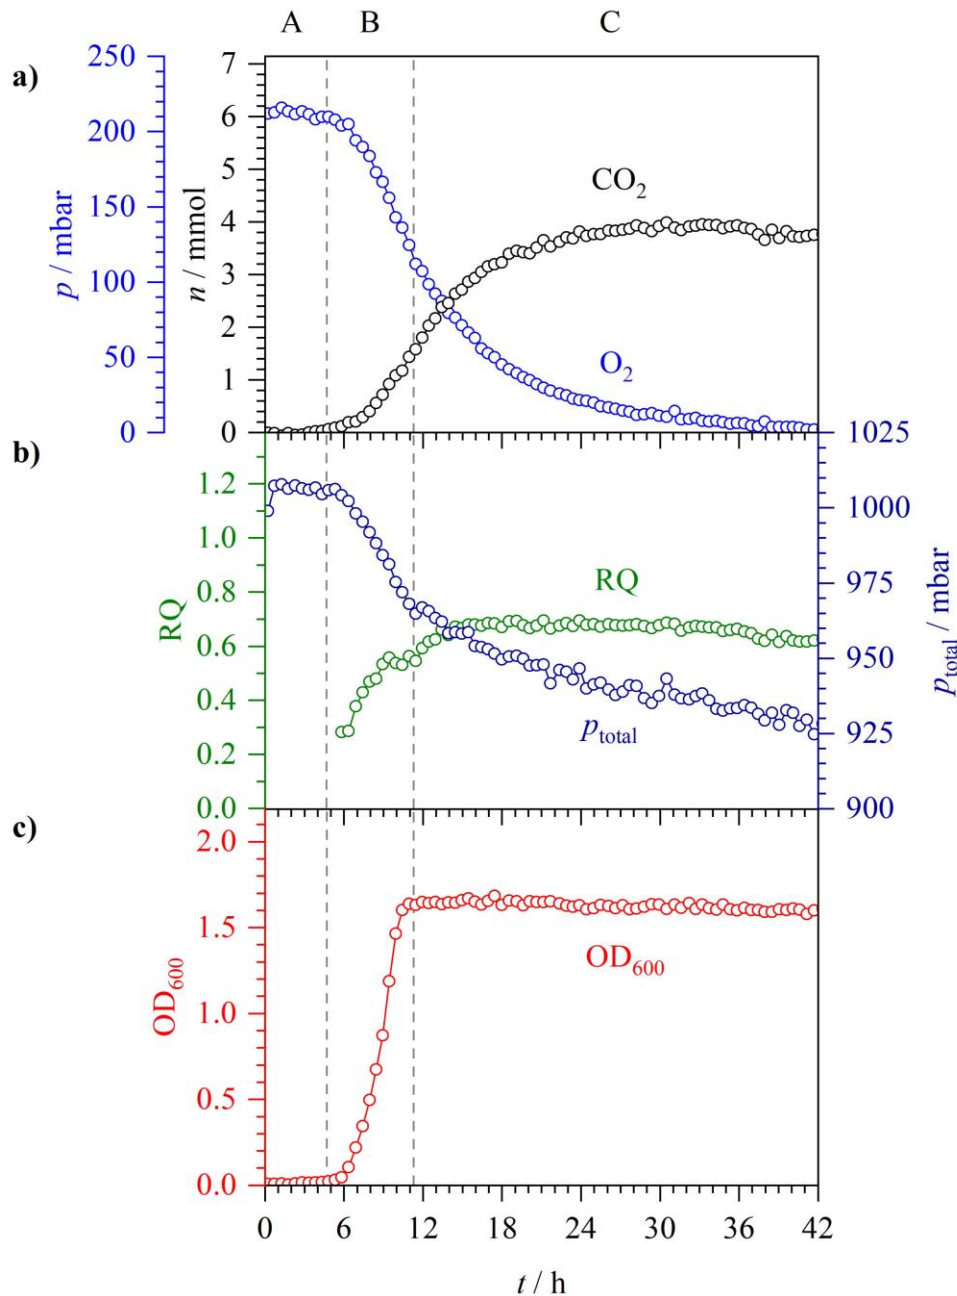 A B C
a)
250
200
150
100
50
0
p / mbar
7
6
5
4
3
2
1
0
n / mmol
CO₂
O₂
b)
1.2
1.0
0.8
0.6
0.4
0.2
0.0
RQ
RQ
p_total
1025
1000
975
950
925
900
p_total / mbar
c)
2.0
1.5
1.0
0.5
0.0
OD₆₀₀
OD₆₀₀
0 6 12 18 24 30 36 42
t / h